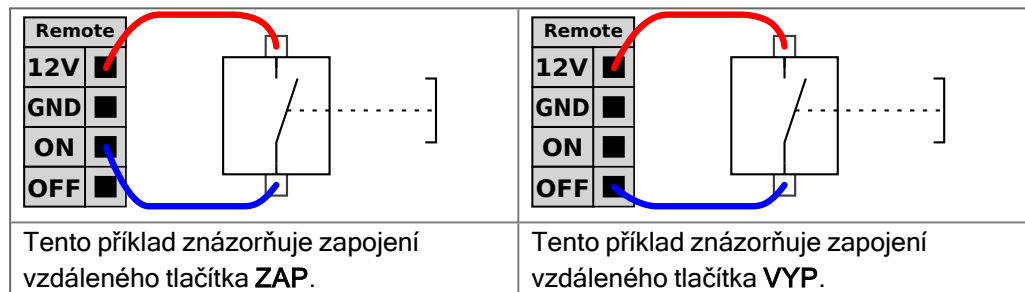 Remote
12V
GND
ON
OFF
Tento příklad znázorňuje zapojení
vzdáleného tlačítka ZAP.
Remote
12V
GND
ON
OFF
Tento příklad znázorňuje zapojení
vzdáleného tlačítka VYP.